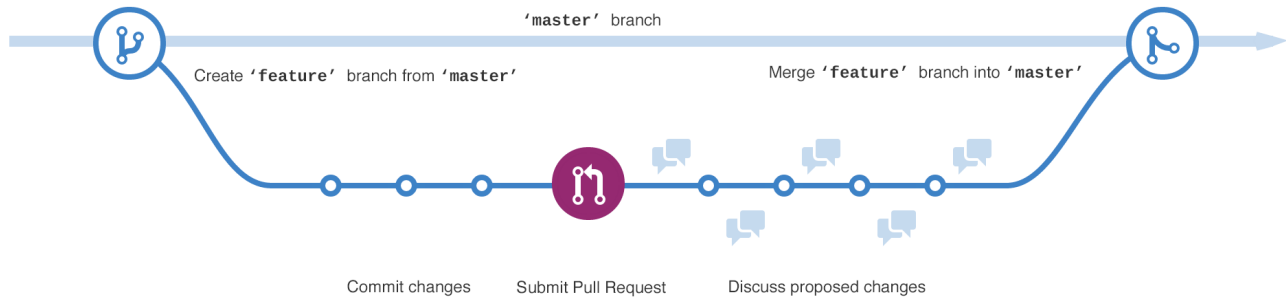 ‘master’ branch
Create ‘feature’ branch from ‘master’
Merge ‘feature’ branch into ‘master’
Commit changes
Submit Pull Request
Discuss proposed changes